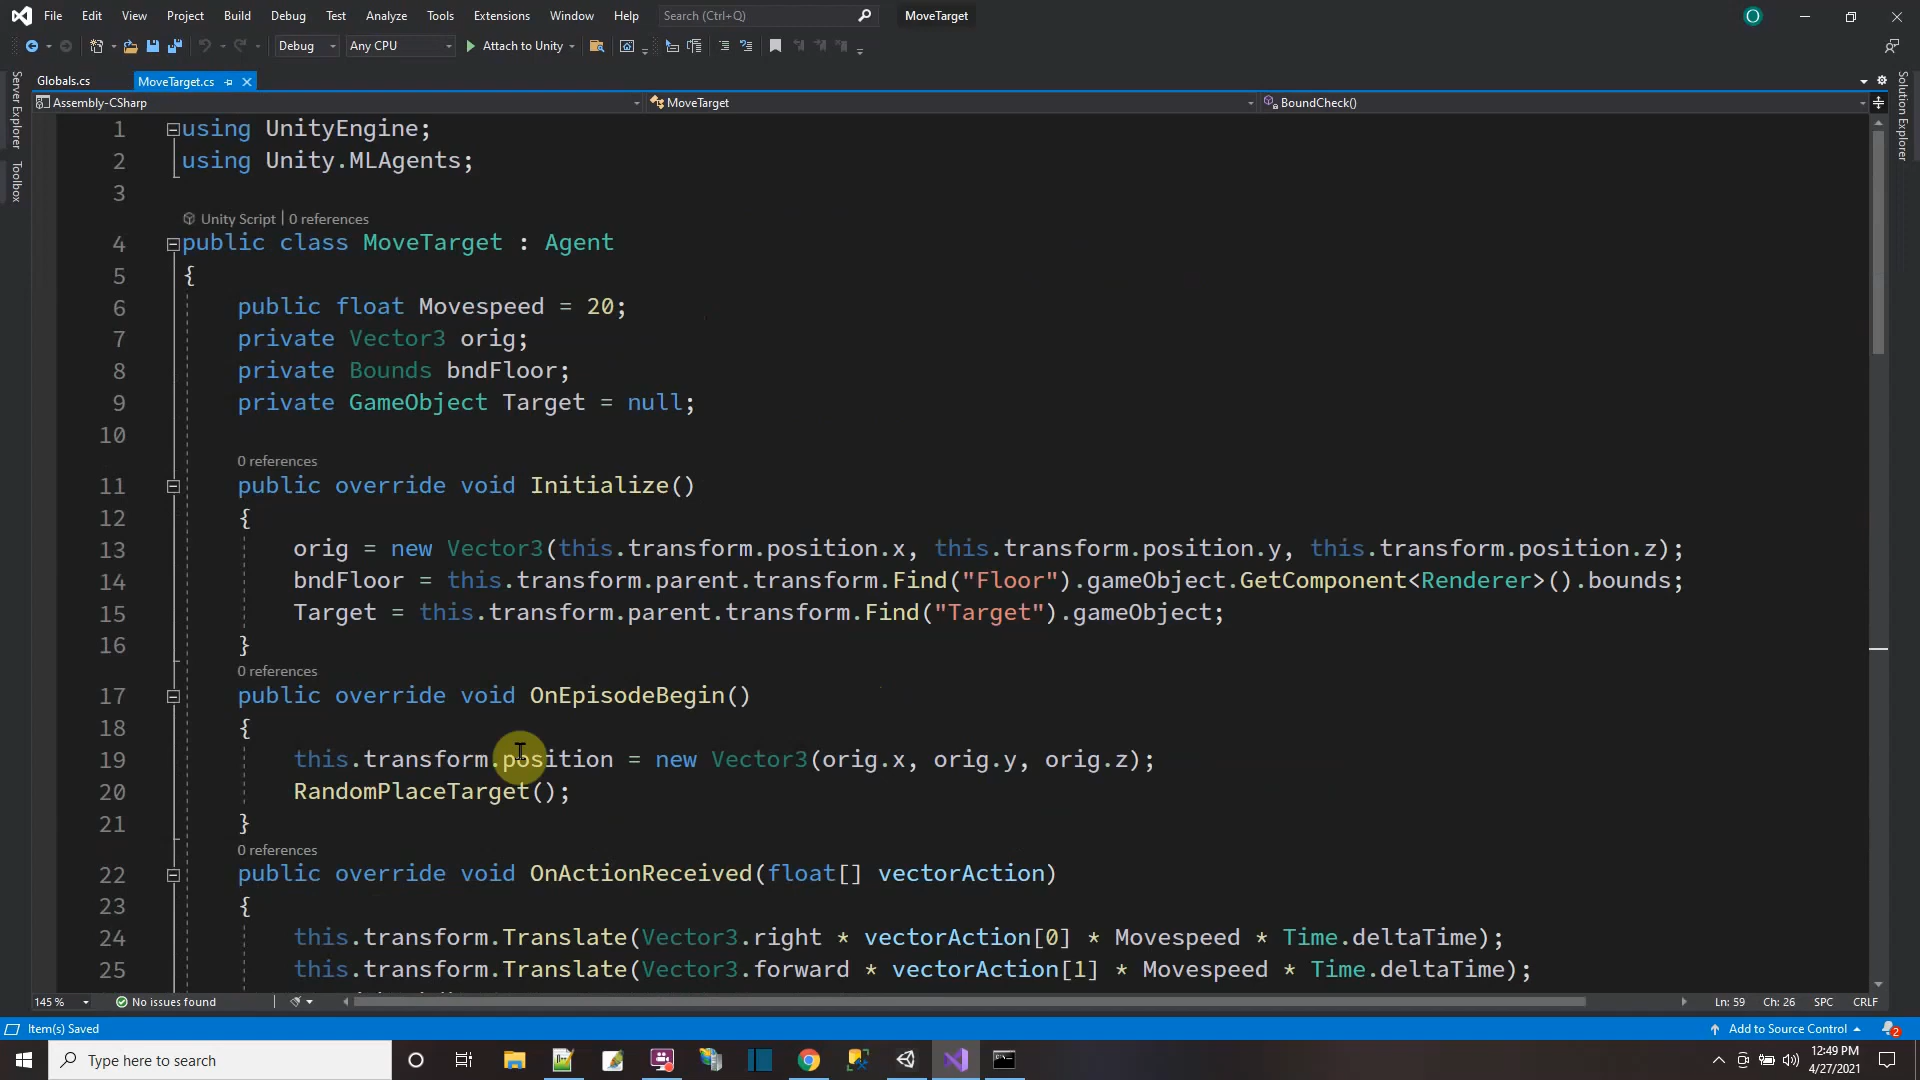 File Edit View Project Build Debug Test Analyze Tools Extensions Window Help Search (Ctrl+Q) MoveTarget O
Debug Any CPU Attach to Unity
Globals.cs MoveTarget.cs
Assembly-CSharp MoveTarget BoundCheck()
Server Explorer
Toolbox
Solution Explorer
1 using UnityEngine;
2 using Unity.MLAgents;
3
Unity Script | 0 references
4 public class MoveTarget : Agent
5 {
6 public float Movespeed = 20;
7 private Vector3 orig;
8 private Bounds bndFloor;
9 private GameObject Target = null;
10
0 references
11 public override void Initialize()
12 {
13 orig = new Vector3(this.transform.position.x, this.transform.position.y, this.transform.position.z);
14 bndFloor = this.transform.parent.transform.Find("Floor").gameObject.GetComponent<Renderer>().bounds;
15 Target = this.transform.parent.transform.Find("Target").gameObject;
16 }
0 references
17 public override void OnEpisodeBegin()
18 {
19 this.transform.position = new Vector3(orig.x, orig.y, orig.z);
20 RandomPlaceTarget();
21 }
0 references
22 public override void OnActionReceived(float[] vectorAction)
23 {
24 this.transform.Translate(Vector3.right * vectorAction[0] * Movespeed * Time.deltaTime);
25 this.transform.Translate(Vector3.forward * vectorAction[1] * Movespeed * Time.deltaTime);
145 % No issues found Ln: 59 Ch: 26 SPC CRLF
Item(s) Saved Add to Source Control 2
Type here to search 12:49 PM
4/27/2021